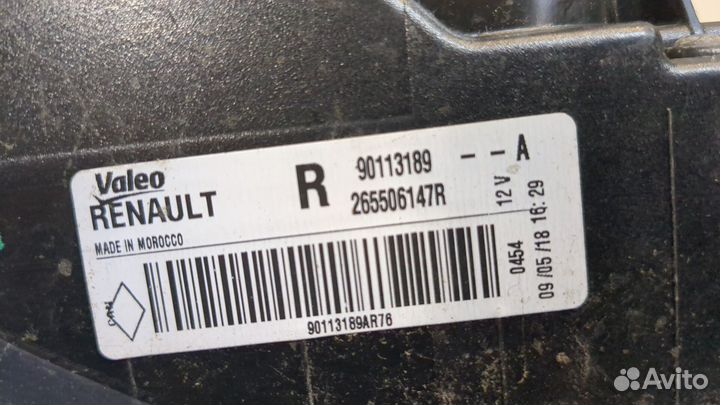 Valeo
RENAULT
MADE IN MOROCCO
R
90113189 - - A
265506147R
12 V
0454
09/05/18 16:29
90113189AR76
Avito